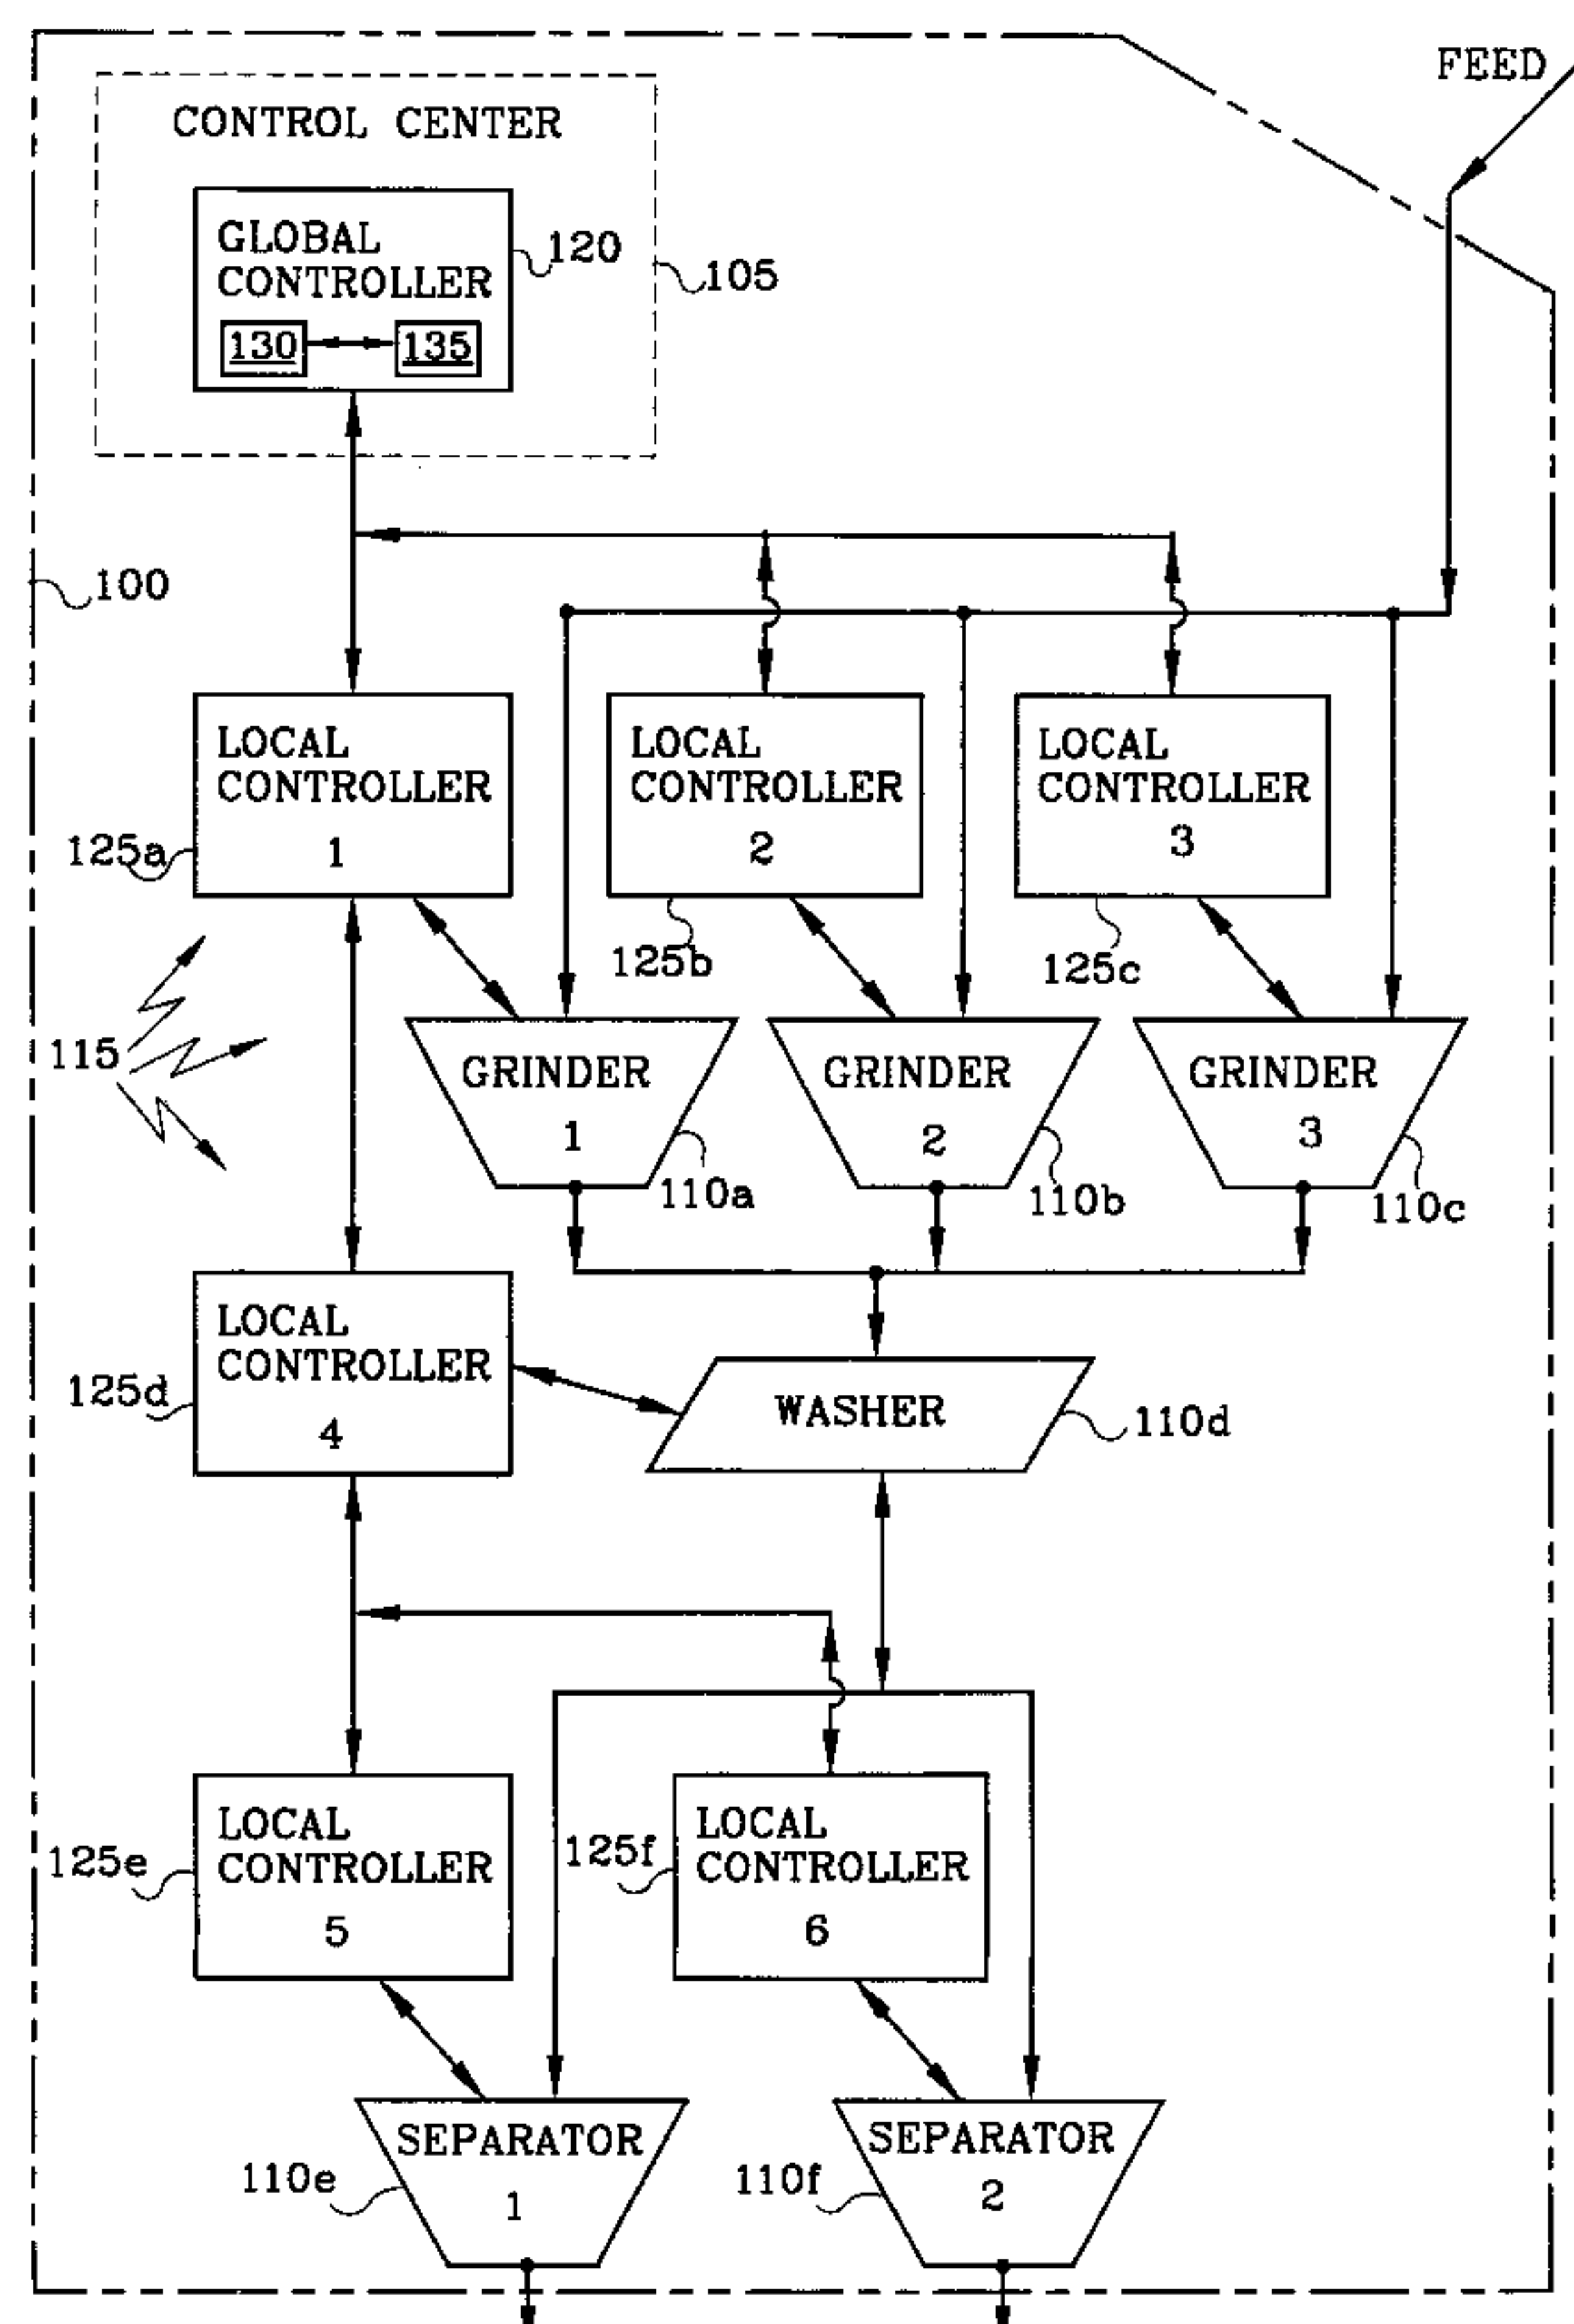 FEED
CONTROL CENTER
GLOBAL
CONTROLLER
120
105
130
135
100
LOCAL
CONTROLLER
1
125a
LOCAL
CONTROLLER
2
125b
LOCAL
CONTROLLER
3
125c
115
GRINDER
1
110a
GRINDER
2
110b
GRINDER
3
110c
LOCAL
CONTROLLER
4
125d
WASHER
110d
LOCAL
CONTROLLER
5
125e
LOCAL
CONTROLLER
6
125f
SEPARATOR
1
110e
SEPARATOR
2
110f